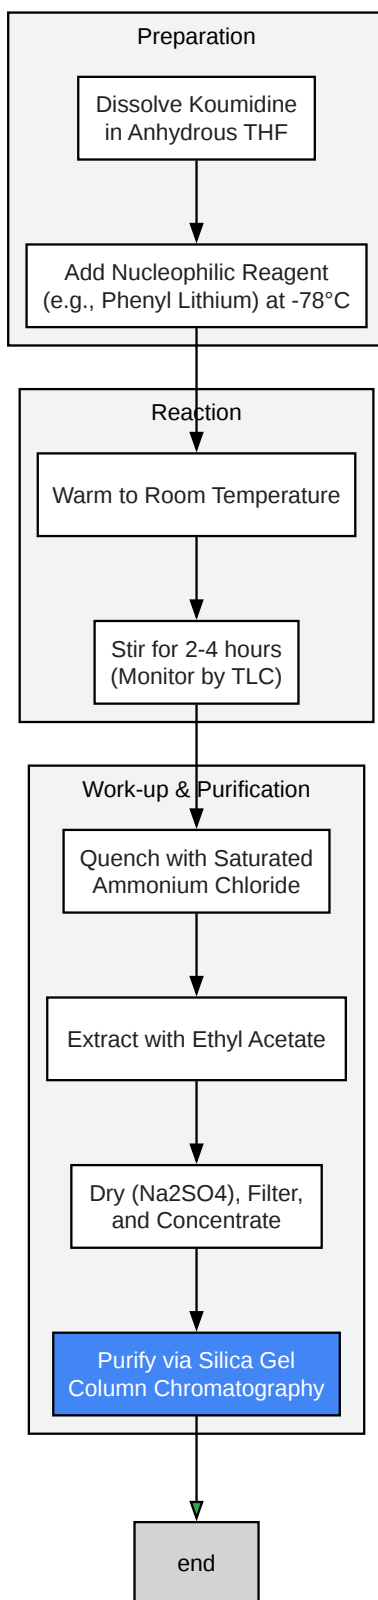 Preparation
Dissolve Koumidine
in Anhydrous THF
Add Nucleophilic Reagent
(e.g., Phenyl Lithium) at -78°C
Reaction
Warm to Room Temperature
Stir for 2-4 hours
(Monitor by TLC)
Work-up & Purification
Quench with Saturated
Ammonium Chloride
Extract with Ethyl Acetate
Dry (Na2SO4), Filter,
and Concentrate
Purify via Silica Gel
Column Chromatography
end